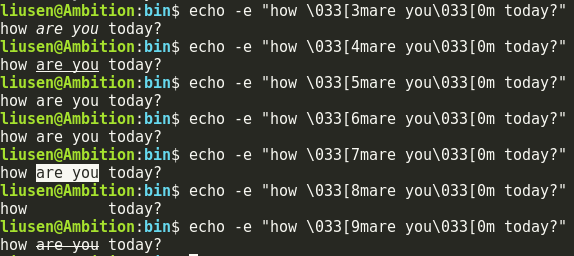 liusen@Ambition:bin$ echo -e "how \033[3mare you\033[0m today?"
how are you today?
liusen@Ambition:bin$ echo -e "how \033[4mare you\033[0m today?"
how are you today?
liusen@Ambition:bin$ echo -e "how \033[5mare you\033[0m today?"
how are you today?
liusen@Ambition:bin$ echo -e "how \033[6mare you\033[0m today?"
how are you today?
liusen@Ambition:bin$ echo -e "how \033[7mare you\033[0m today?"
how are you today?
liusen@Ambition:bin$ echo -e "how \033[8mare you\033[0m today?"
how         today?
liusen@Ambition:bin$ echo -e "how \033[9mare you\033[0m today?"
how are you today?